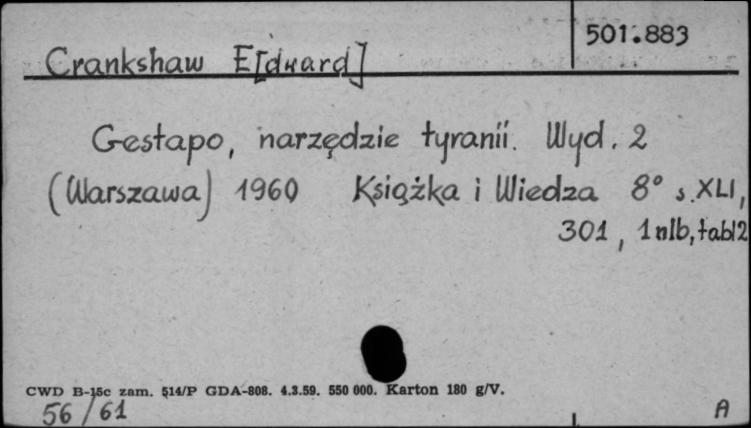 501.883
Crankshaw E[dward]
Gestapo, narzędzie tyranii. Wyd. 2
(Warszawa) 1960 Książka i Wiedza 8° s. XLI,
301, 1 nlb, tabl 2
CWD B-15c zam. 514/P GDA-808. 4.3.59. 550 000. Karton 180 g/V.
56/61 A